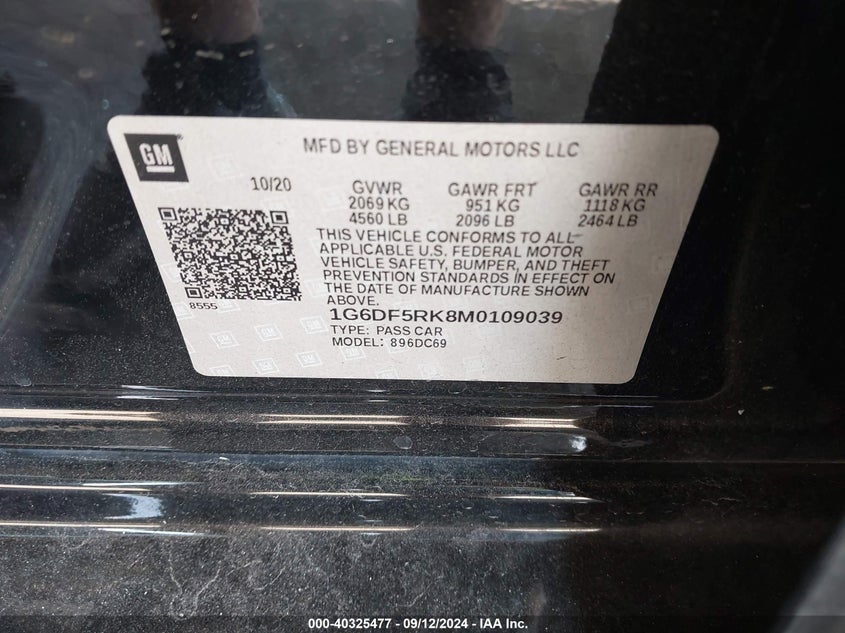 GM
MFD BY GENERAL MOTORS LLC
10/20
GVWR GAWR FRT GAWR RR
2069 KG 951 KG 1118 KG
4560 LB 2096 LB 2464 LB
THIS VEHICLE CONFORMS TO ALL
APPLICABLE U.S. FEDERAL MOTOR
VEHICLE SAFETY, BUMPER, AND THEFT
PREVENTION STANDARDS IN EFFECT ON
THE DATE OF MANUFACTURE SHOWN
ABOVE.
8555
1G6DF5RK8M0109039
TYPE: PASS CAR
MODEL: 896DC69
000-40325477 - 09/12/2024 - IAA Inc.